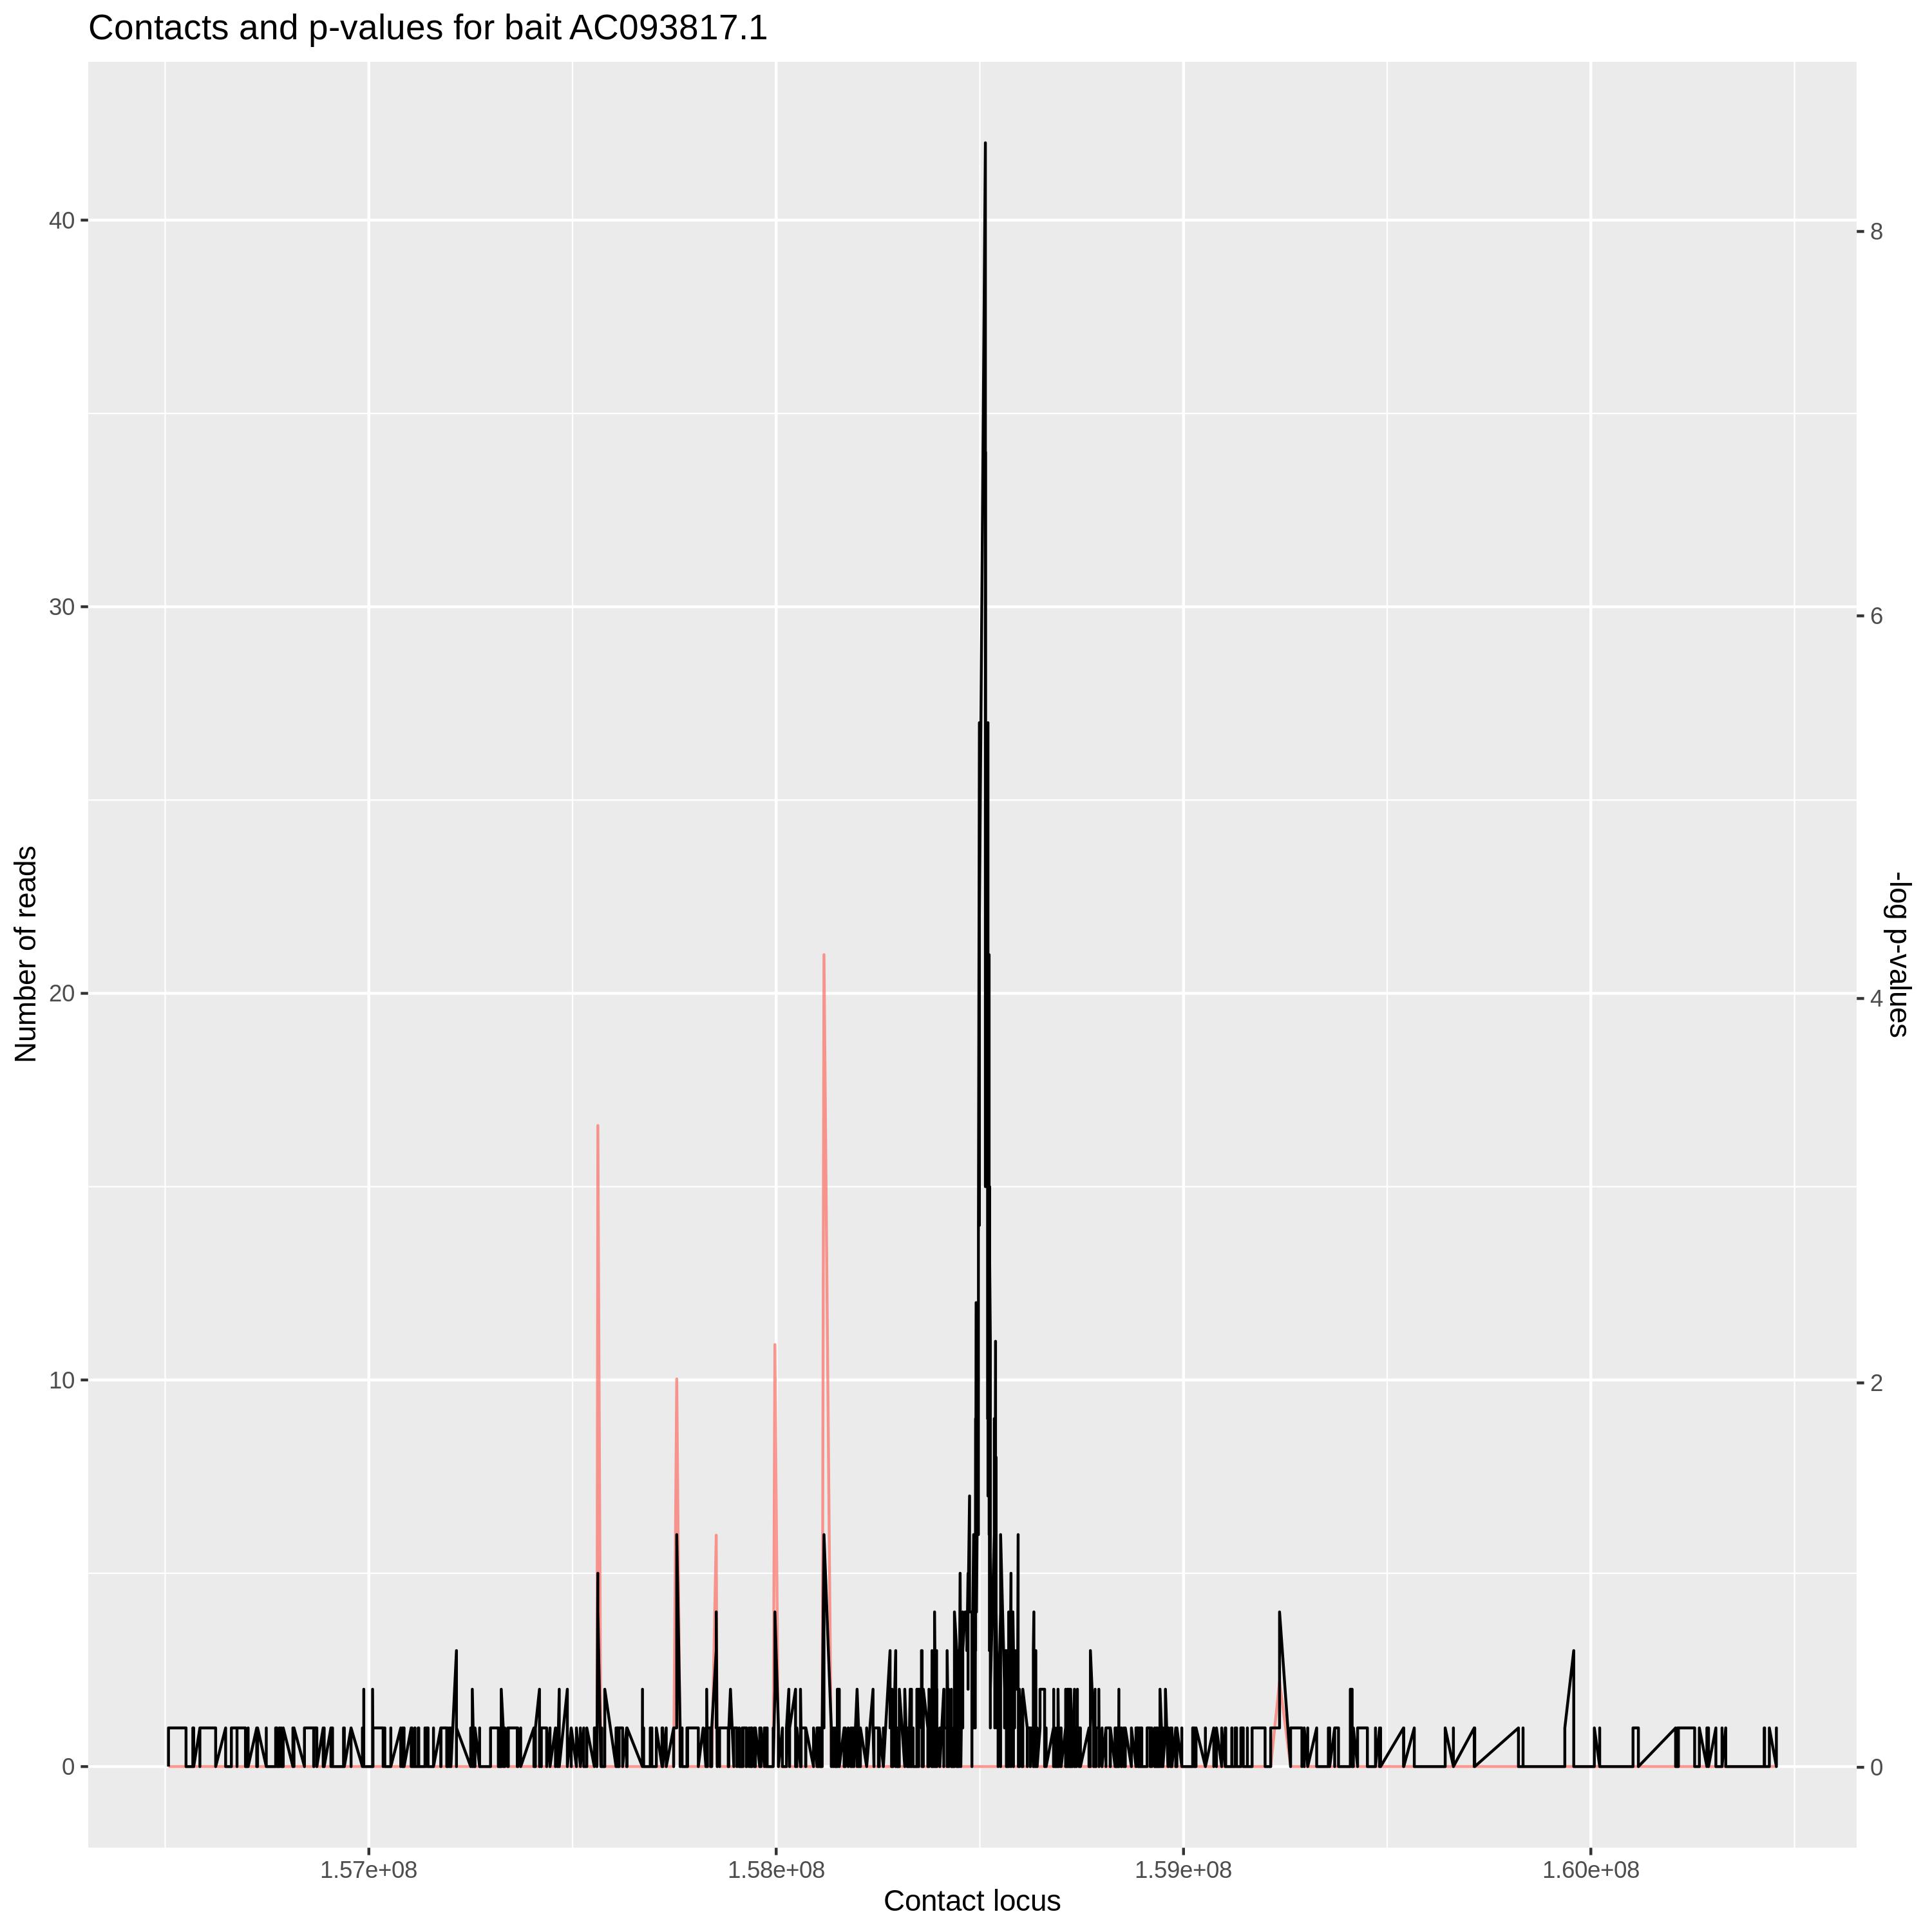 Contacts and p-values for bait AC093817.1
40
30
20
10
0
Number of reads
8
6
4
2
0
-log p-values
1.57e+08
1.58e+08
1.59e+08
1.60e+08
Contact locus